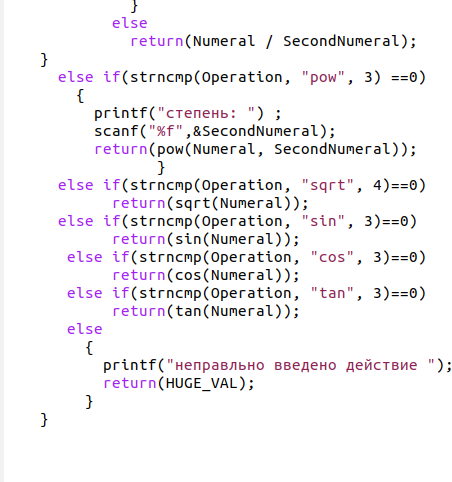 }
else
return(Numeral / SecondNumeral);
}
else if(strncmp(Operation, "pow", 3) ==0)
{
printf("степень: ") ;
scanf("%f",&SecondNumeral);
return(pow(Numeral, SecondNumeral));
}
else if(strncmp(Operation, "sqrt", 4)==0)
return(sqrt(Numeral));
else if(strncmp(Operation, "sin", 3)==0)
return(sin(Numeral));
else if(strncmp(Operation, "cos", 3)==0)
return(cos(Numeral));
else if(strncmp(Operation, "tan", 3)==0)
return(tan(Numeral));
else
{
printf("неправльно введено действие ");
return(HUGE_VAL);
}
}